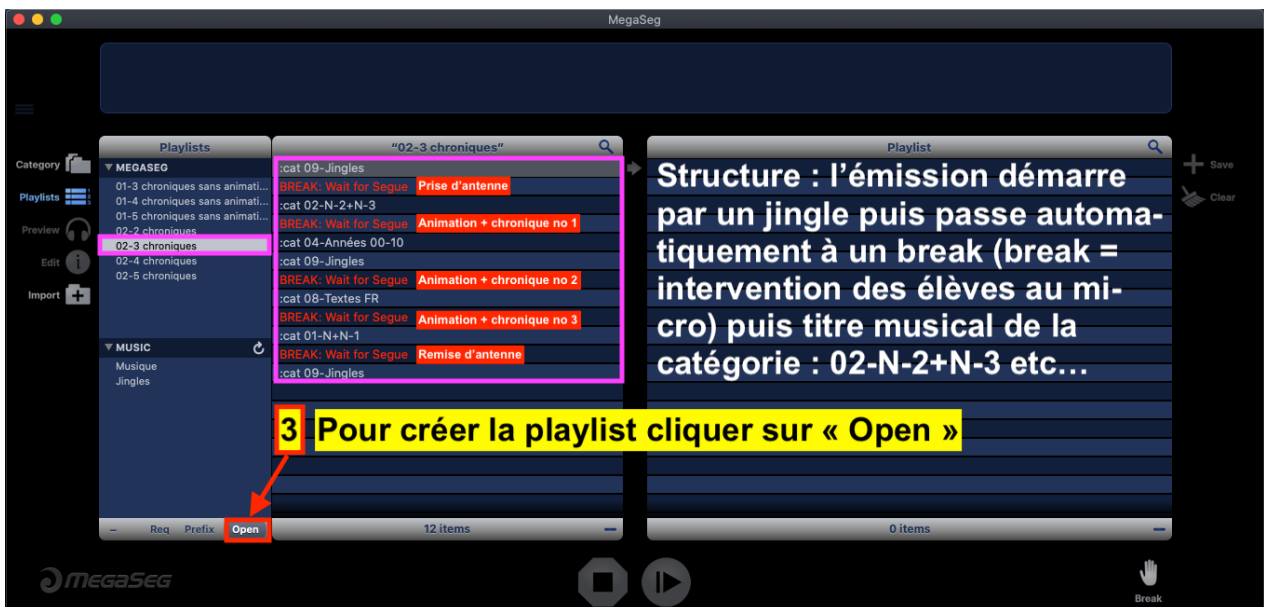 MegaSeg
Category
Playlists
Preview
Edit
Import
Playlists
MEGASEG
01-3 chroniques sans animati...
01-4 chroniques sans animati...
01-5 chroniques sans animati...
02-2 chroniques
02-3 chroniques
02-4 chroniques
02-5 chroniques
MUSIC
Musique
Jingles
– Req Prefix Open
"02-3 chroniques"
:cat 09-Jingles
BREAK: Wait for Segue Prise d'antenne
:cat 02-N-2+N-3
BREAK: Wait for Segue Animation + chronique no 1
:cat 04-Années 00-10
:cat 09-Jingles
BREAK: Wait for Segue Animation + chronique no 2
:cat 08-Textes FR
BREAK: Wait for Segue Animation + chronique no 3
:cat 01-N+N-1
BREAK: Wait for Segue Remise d'antenne
:cat 09-Jingles
12 items
Playlist
Structure : l'émission démarre
par un jingle puis passe automa-
tiquement à un break (break =
intervention des élèves au mi-
cro) puis titre musical de la
catégorie : 02-N-2+N-3 etc...
0 items
3 Pour créer la playlist cliquer sur « Open »
Save
Clear
MegaSeg
Break